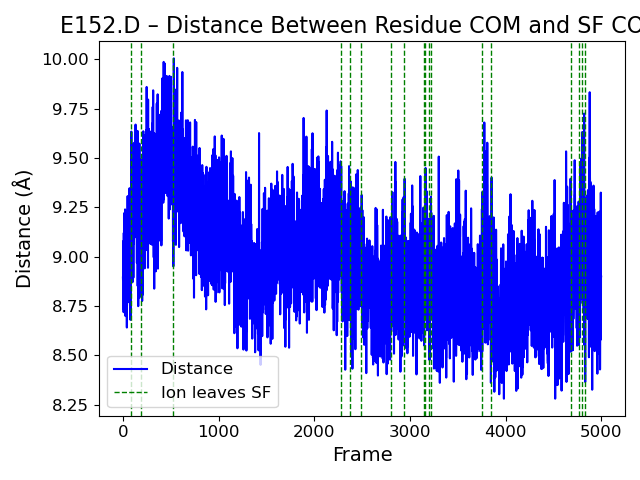 E152.D – Distance Between Residue COM and SF CO
Distance (Å)
10.00
9.75
9.50
9.25
9.00
8.75
8.50
8.25
Distance
Ion leaves SF
0 1000 2000 3000 4000 5000
Frame